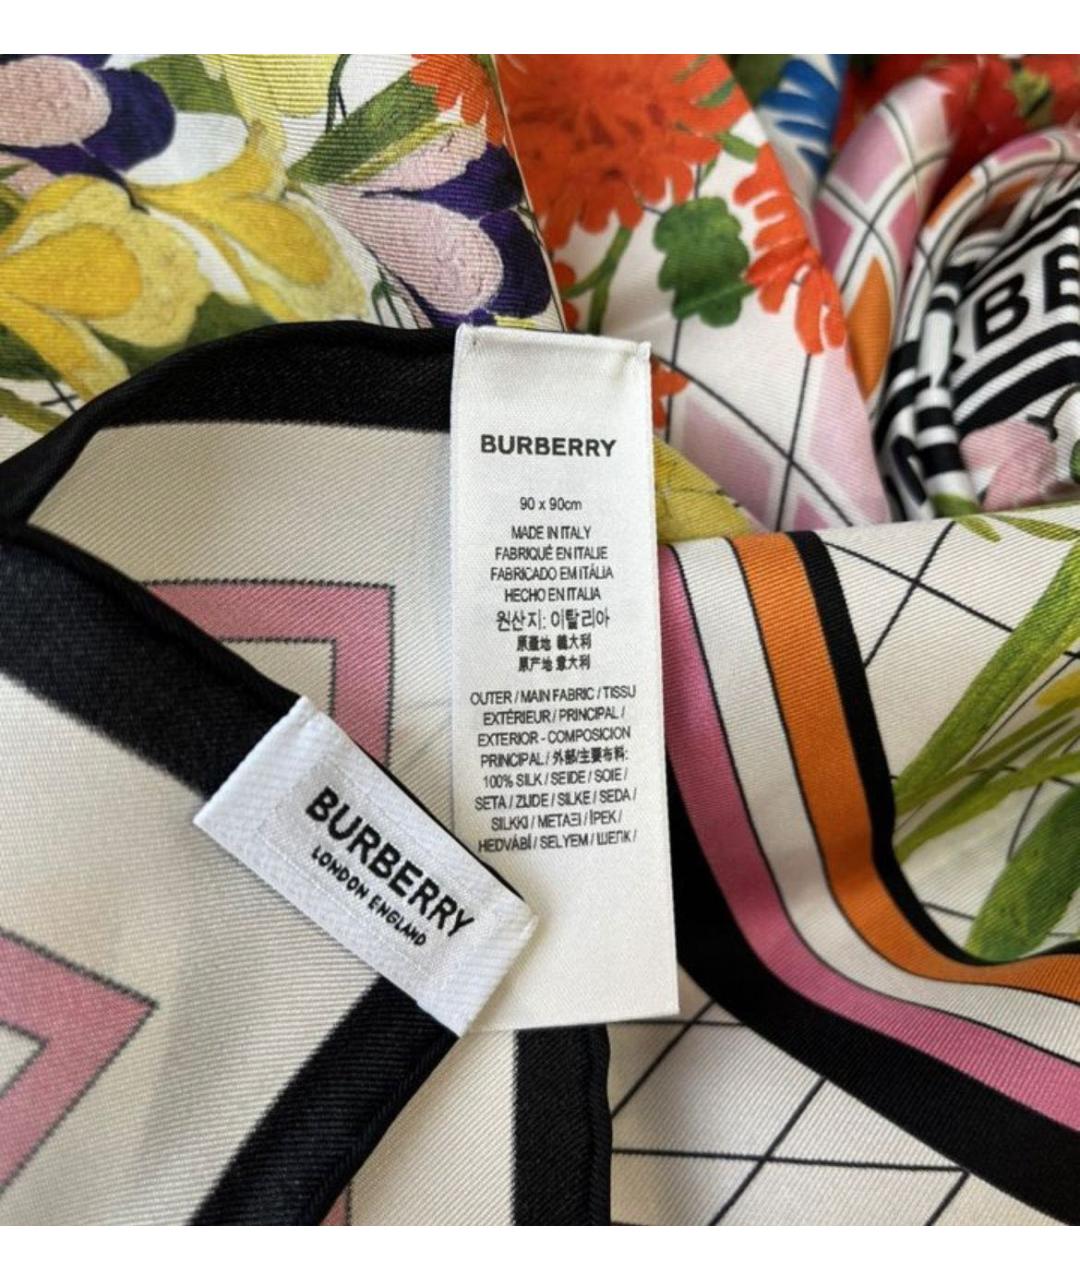 BURBERRY
90 x 90cm
MADE IN ITALY
FABRIQUÉ EN ITALIE
FABRICADO EM ITÁLIA
HECHO EN ITALIA
원산지: 이탈리아
原產地 義大利
原产地 意大利
OUTER / MAIN FABRIC / TISSU
EXTÉRIEUR / PRINCIPAL /
EXTERIOR - COMPOSICION
PRINCIPAL / 外部/主要布料:
100% SILK / SEIDE / SOIE /
SETA / ZIJDE / SILKE / SEDA /
SILKKI / ΜΕΤΑΞΙ / İPEK /
HEDVÁBÍ / SELYEM / ШЕЛК /
BURBERRY
LONDON ENGLAND